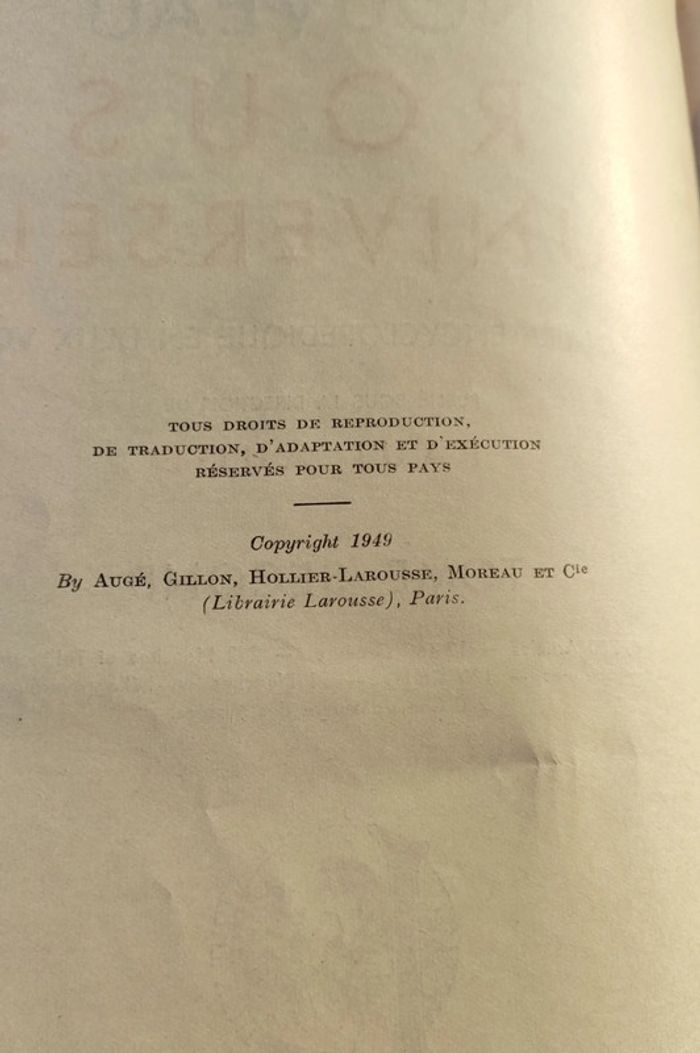 TOUS DROITS DE REPRODUCTION,
DE TRADUCTION, D'ADAPTATION ET D'EXÉCUTION
RÉSERVÉS POUR TOUS PAYS
Copyright 1949
By AUGÉ, GILLON, HOLLIER-LAROUSSE, MOREAU ET Cie
(Librairie Larousse), Paris.